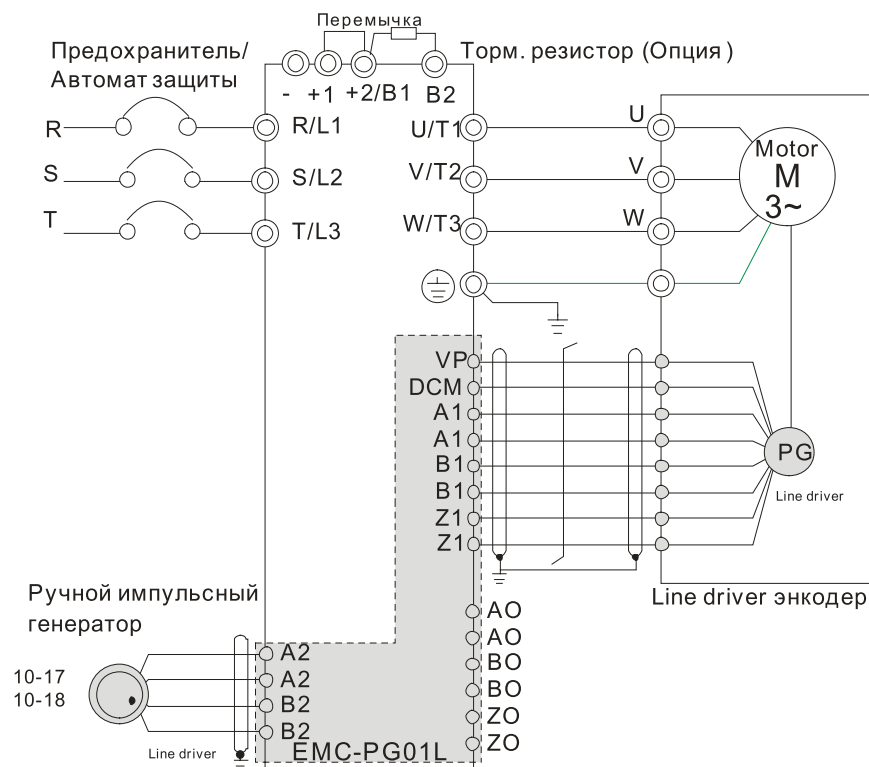 Перемычка
Предохранитель/
Автомат защиты
Торм. резистор (Опция)
- +1 +2/B1 B2
R
R/L1
U/T1
U
S
S/L2
V/T2
V
T
T/L3
W/T3
W
Motor
M
3~
VP
DCM
A1
A1
B1
B1
Z1
Z1
PG
Line driver
Line driver энкодер
Ручной импульсный
генератор
10-17
10-18
Line driver
A2
A2
B2
B2
EMC-PG01L
AO
AO
BO
BO
ZO
ZO